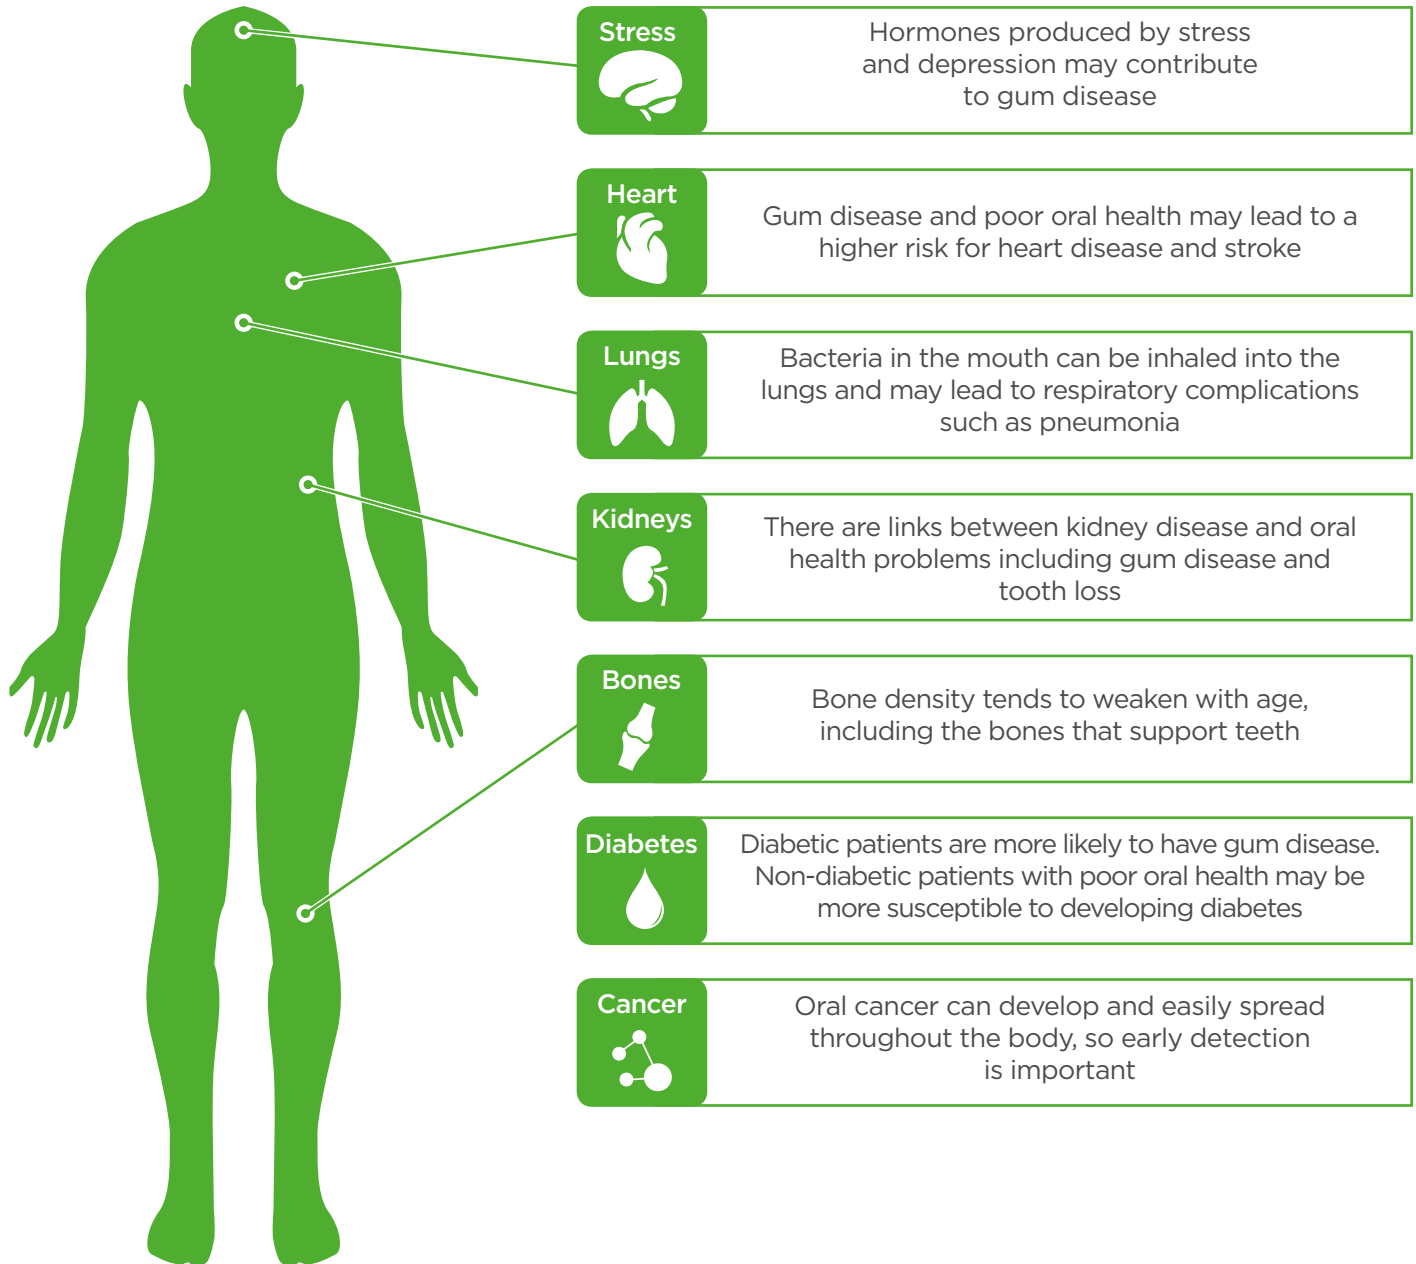 Stress
Hormones produced by stress
and depression may contribute
to gum disease
Heart
Gum disease and poor oral health may lead to a
higher risk for heart disease and stroke
Lungs
Bacteria in the mouth can be inhaled into the
lungs and may lead to respiratory complications
such as pneumonia
Kidneys
There are links between kidney disease and oral
health problems including gum disease and
tooth loss
Bones
Bone density tends to weaken with age,
including the bones that support teeth
Diabetes
Diabetic patients are more likely to have gum disease.
Non-diabetic patients with poor oral health may be
more susceptible to developing diabetes
Cancer
Oral cancer can develop and easily spread
throughout the body, so early detection
is important